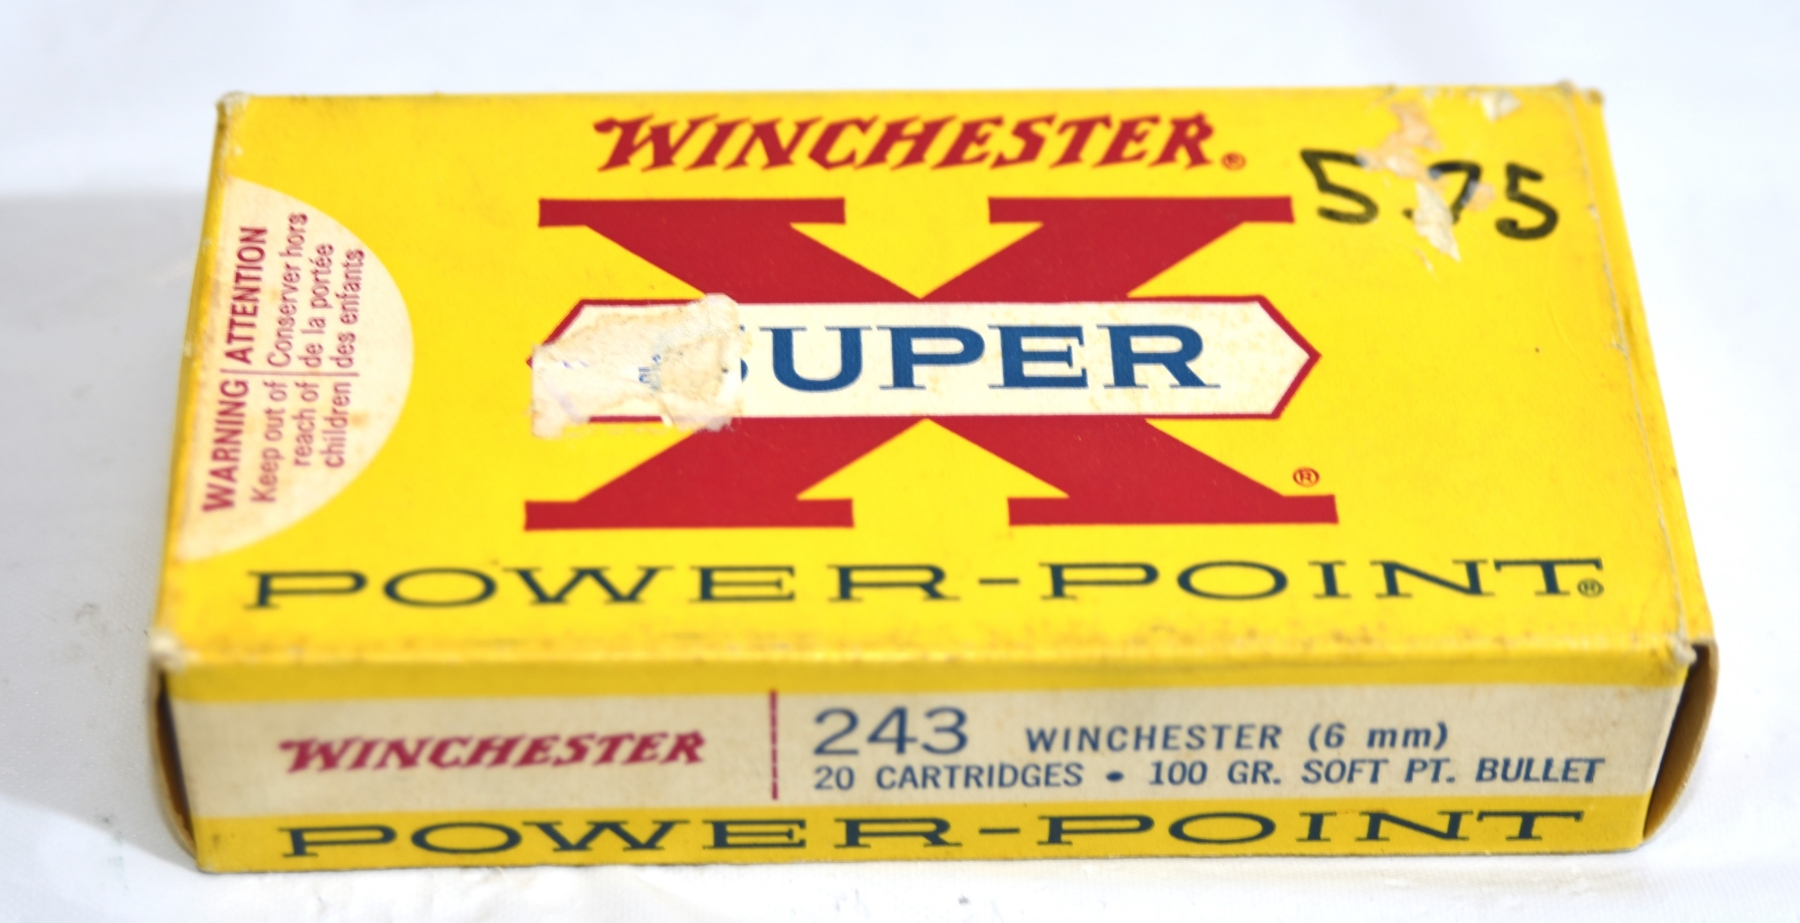 WINCHESTER®
5.75
X
SUPER
®
POWER-POINT®
WARNING | ATTENTION
Keep out of | Conserver hors
reach of | de la portée
children | des enfants
WINCHESTER
243 WINCHESTER (6 mm)
20 CARTRIDGES • 100 GR. SOFT PT. BULLET
POWER-POINT